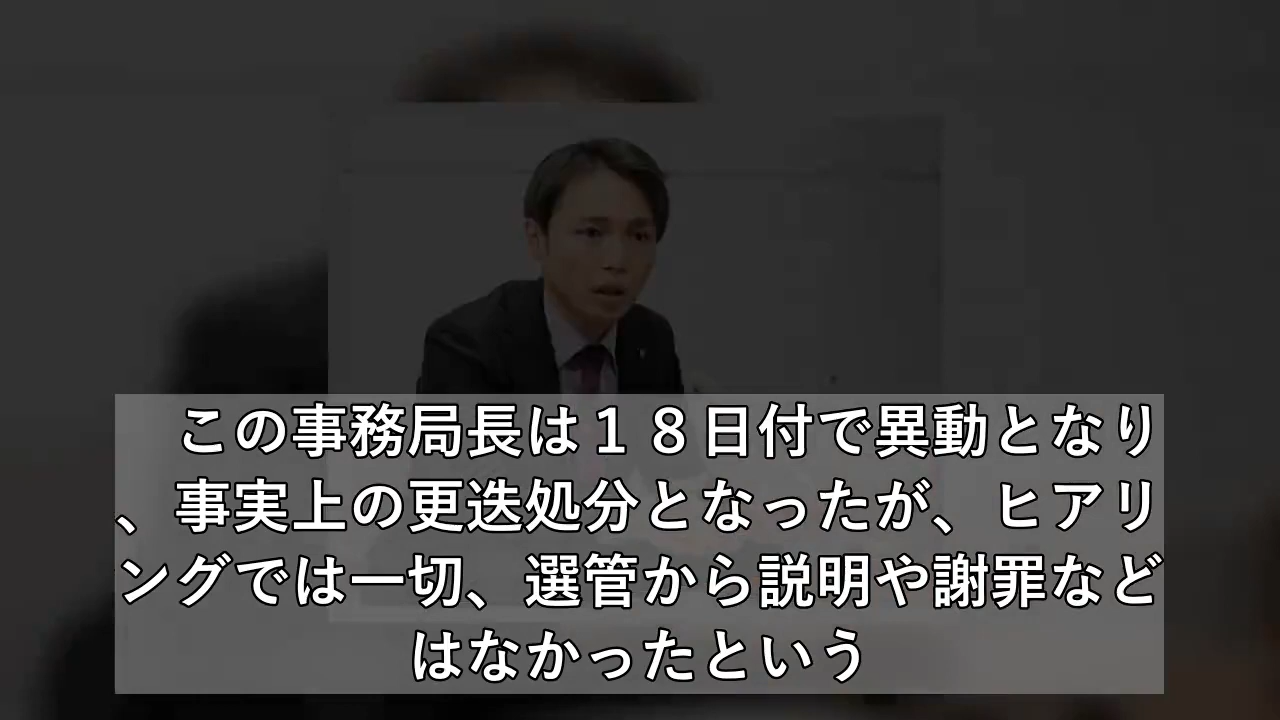 この事務局長は１８日付で異動となり
、事実上の更迭処分となったが、ヒアリ
ングでは一切、選管から説明や謝罪など
はなかったという